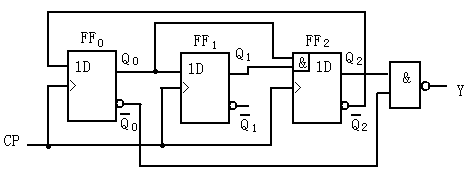 FF₀ FF₁ FF₂
1D Q₀ 1D Q₁ & 1D Q₂ & Y
Q̅₀ Q̅₁ Q̅₂
CP